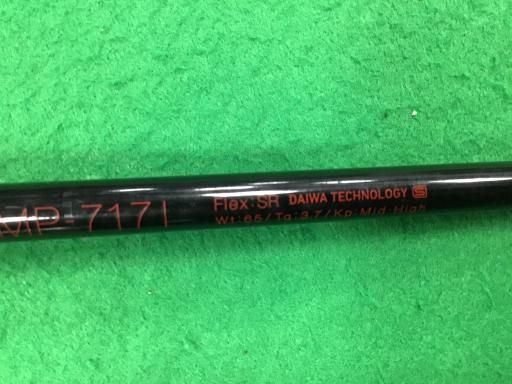 MP-717I
Flex:SR DAIWA TECHNOLOGY S
Wt:65/Tq:3.7/Kp:Mid-High